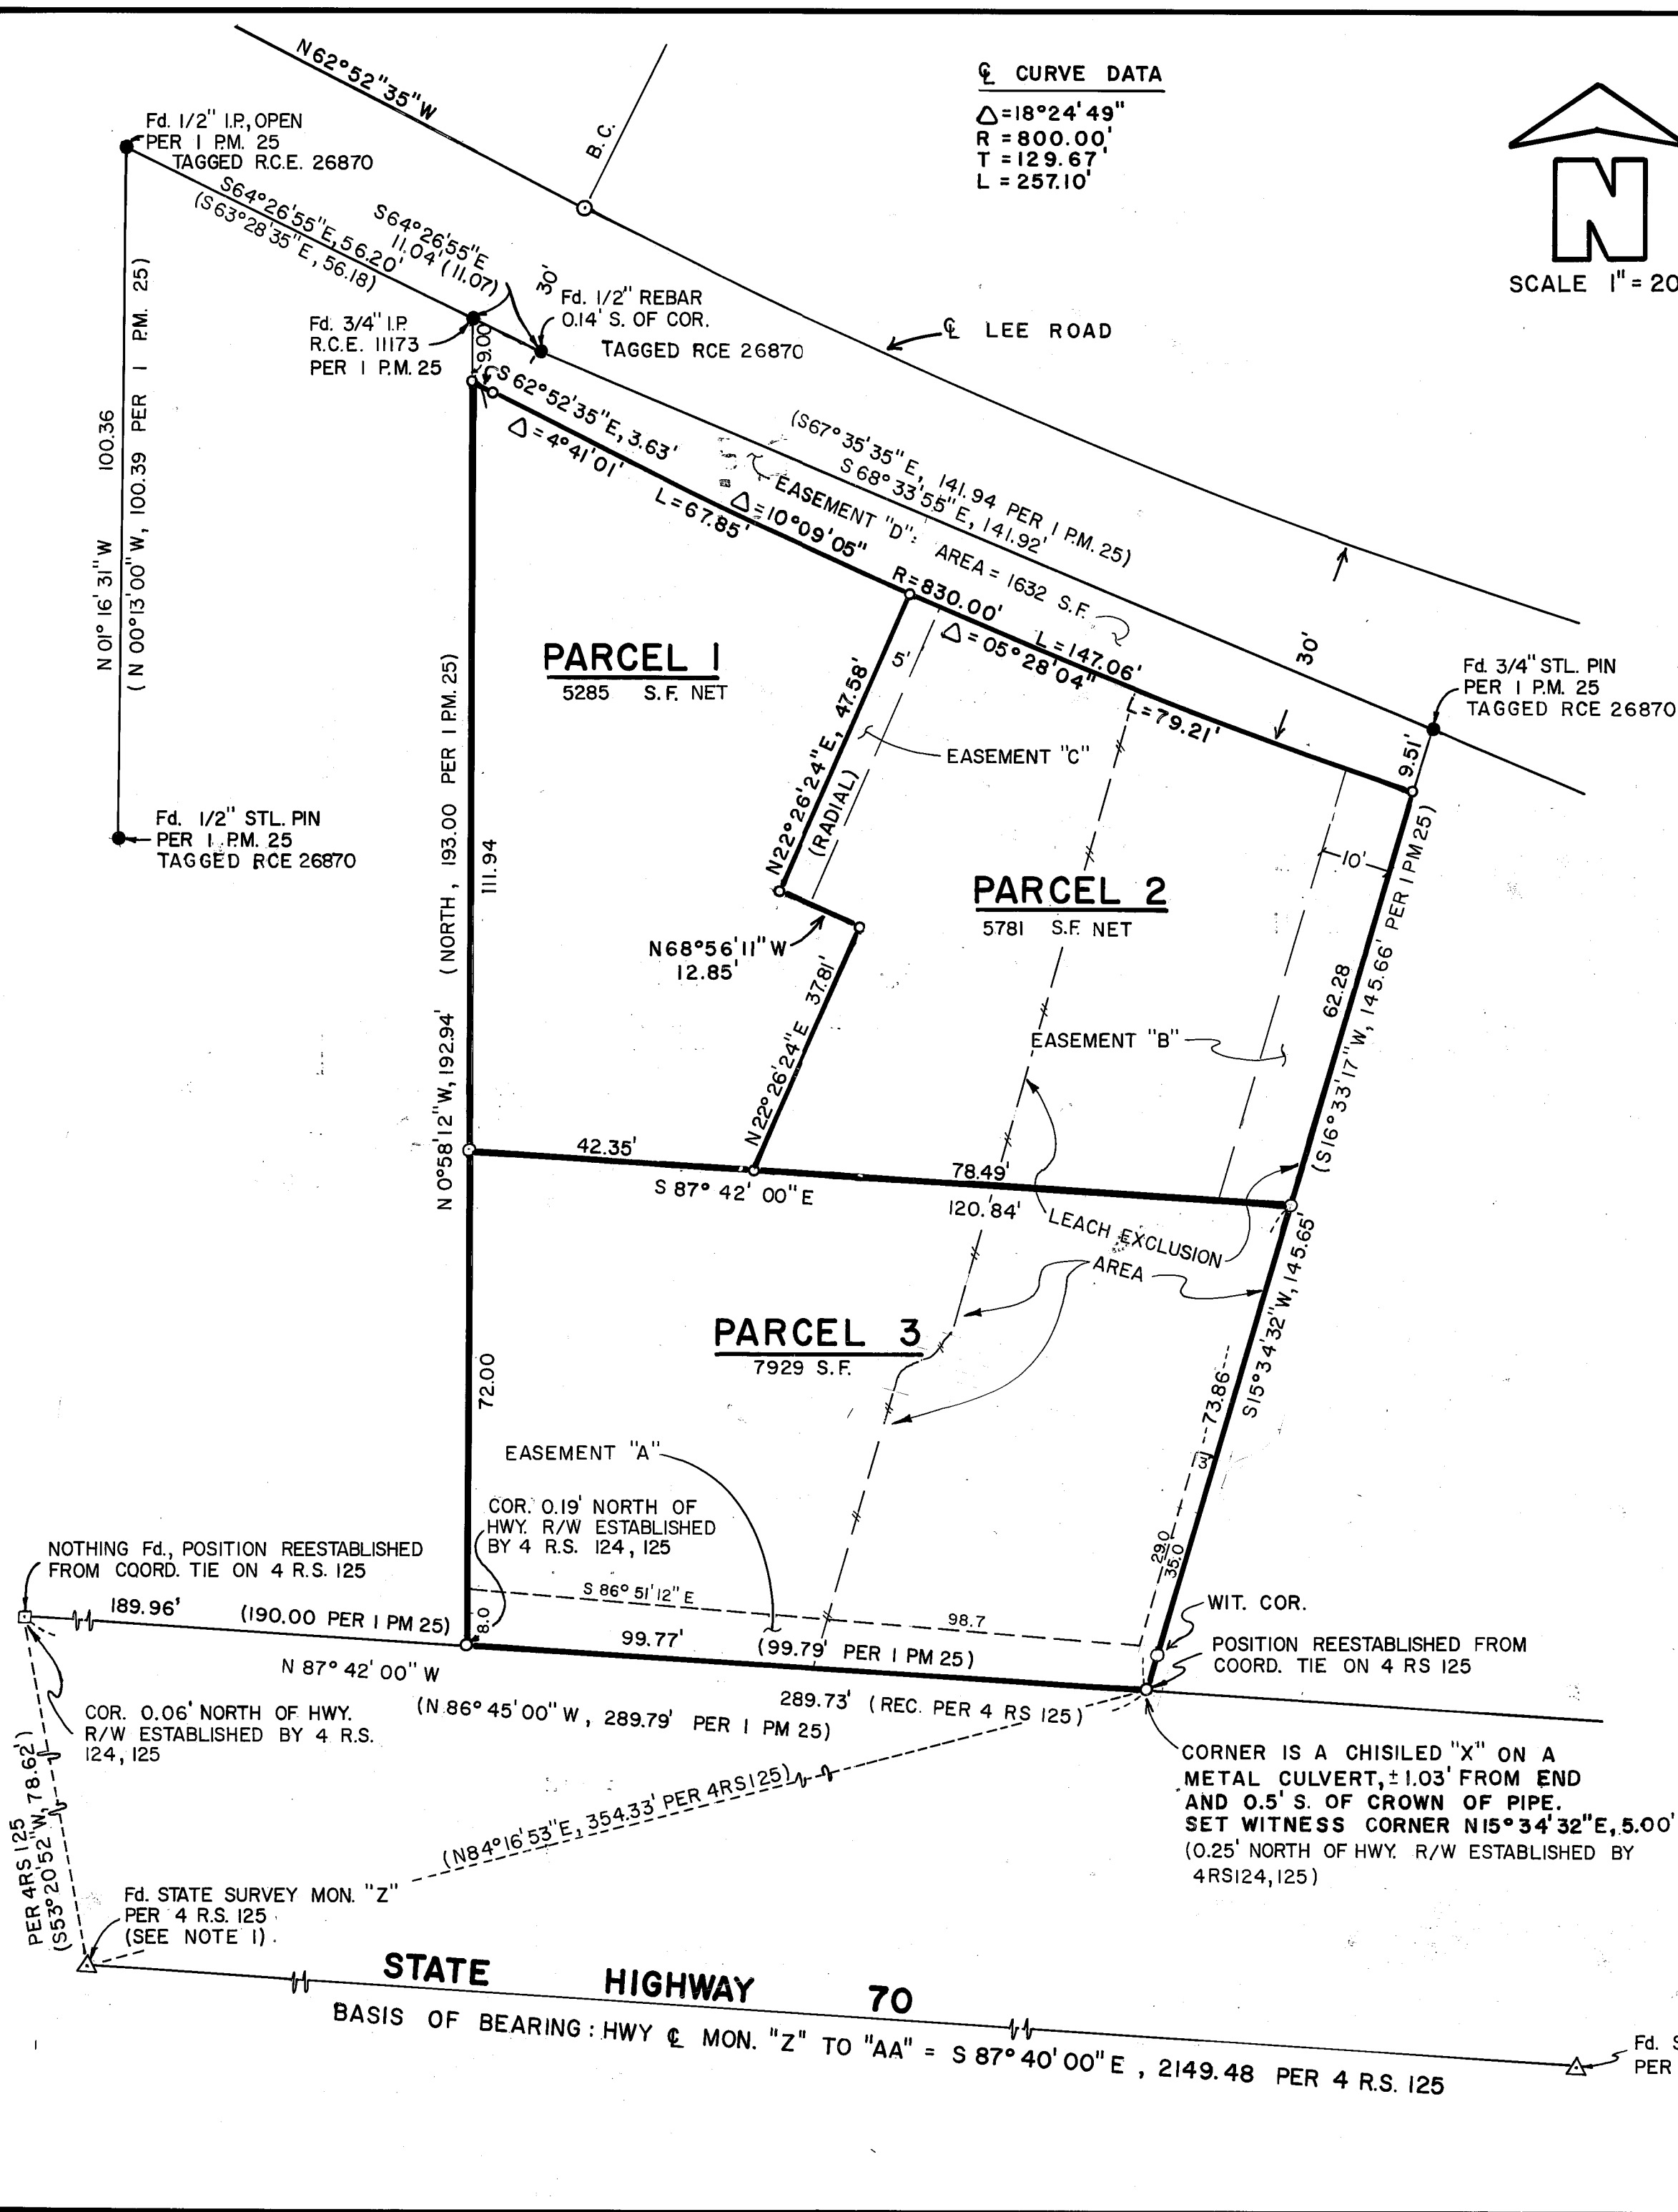 N62°52"35"W
B.C.
℄ CURVE DATA
△=18°24'49"
R =800.00'
T =129.67'
L =257.10'
N
SCALE 1"=20
Fd. 1/2" I.P., OPEN
PER 1 P.M. 25
TAGGED R.C.E. 26870
S64°26'55"E, 56.20'
(S63°28'35"E, 56.18)
S64°26'55"E
11.04'(11.07)
30'
Fd. 1/2" REBAR
0.14' S. OF COR.
TAGGED RCE 26870
Fd. 3/4" I.P.
R.C.E. 11173
PER 1 P.M. 25
℄ LEE ROAD
N 01° 16' 31" W 100.36
(N 00°13'00"W, 100.39 PER 1 P.M. 25)
Fd. 1/2" STL. PIN
PER 1 P.M. 25
TAGGED RCE 26870
S 62°52'35"E, 3.63'
△=4°41'01'
L=67.85'
△=10°09'05"
R=830.00'
L=147.06'
△=05°28'04"
L=79.21'
(S67°35'35"E, 141.94 PER 1 P.M. 25)
S 68°33'55"E, 141.92'
EASEMENT "D": AREA = 1632 S.F.
30'
Fd. 3/4" STL. PIN
PER 1 P.M. 25
TAGGED RCE 26870
9.51'
PARCEL 1
5285 S.F. NET
N22°26'24"E, 47.58'
(RADIAL)
5'
EASEMENT "C"
PARCEL 2
5781 S.F. NET
N68°56'11"W
12.85'
N22°26'24"E 37.81'
EASEMENT "B"
10'
62.28
(S16°33'17"W, 145.66' PER 1 PM 25)
N 0°58'12"W, 192.94' (NORTH, 193.00 PER 1 P.M. 25)
111.94
42.35'
78.49'
S 87° 42' 00" E
120.84'
LEACH EXCLUSION
AREA
S15°34'32"W, 145.65'
PARCEL 3
7929 S.F.
72.00
73.86
3'
29.0
35.0
EASEMENT "A"
COR. 0.19' NORTH OF
HWY. R/W ESTABLISHED
BY 4 R.S. 124, 125
NOTHING Fd., POSITION REESTABLISHED
FROM COORD. TIE ON 4 R.S. 125
189.96' (190.00 PER 1 PM 25)
8.0
S 86° 51'12" E
98.7
99.77' (99.79' PER 1 PM 25)
N 87° 42' 00" W
289.73' (REC. PER 4 RS 125)
(N.86°45'00" W, 289.79' PER 1 PM 25)
WIT. COR.
POSITION REESTABLISHED FROM
COORD. TIE ON 4 RS 125
COR. 0.06' NORTH OF HWY.
R/W ESTABLISHED BY 4 R.S.
124, 125
CORNER IS A CHISILED "X" ON A
METAL CULVERT, ±1.03' FROM END
AND 0.5' S. OF CROWN OF PIPE.
SET WITNESS CORNER N15°34'32"E, 5.00'
(0.25' NORTH OF HWY. R/W ESTABLISHED BY
4RS124,125)
PER 4RS 125
(S53°20'52"W, 78.62')
(N84°16'53"E, 354.33' PER 4RS125)
Fd. STATE SURVEY MON. "Z"
PER 4 R.S. 125
(SEE NOTE 1)
STATE HIGHWAY 70
BASIS OF BEARING: HWY ℄ MON. "Z" TO "AA" = S 87° 40' 00" E , 2149.48 PER 4 R.S. 125
Fd. S
PER